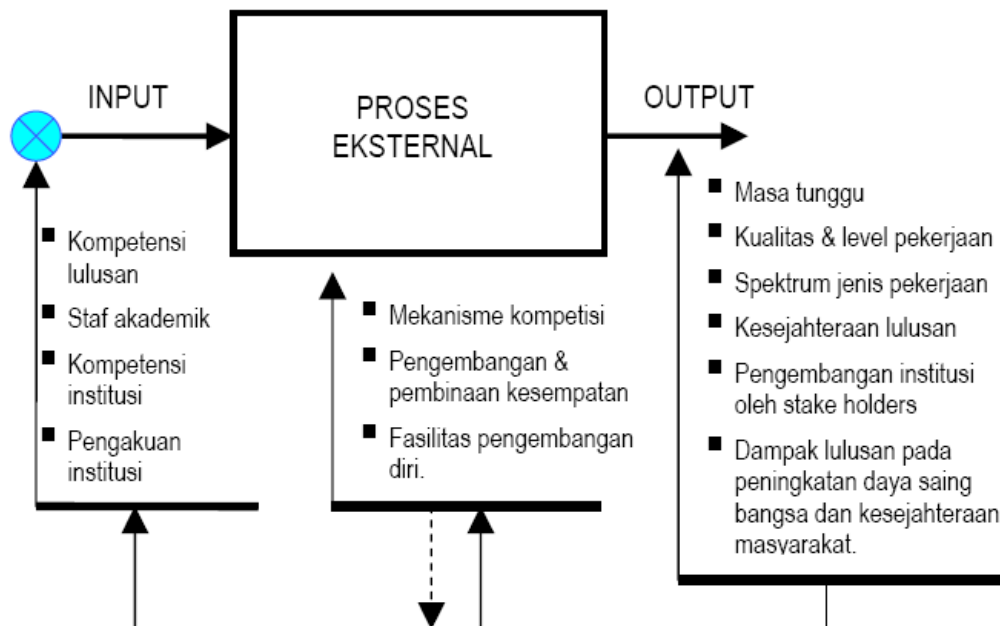 INPUT
PROSES
EKSTERNAL
OUTPUT
Kompetensi
lulusan
Staf akademik
Kompetensi
institusi
Pengakuan
institusi
Mekanisme kompetisi
Pengembangan &
pembinaan kesempatan
Fasilitas pengembangan
diri.
Masa tunggu
Kualitas & level pekerjaan
Spektrum jenis pekerjaan
Kesejahteraan lulusan
Pengembangan institusi
oleh stake holders
Dampak lulusan pada
peningkatan daya saing
bangsa dan kesejahteraan
masyarakat.